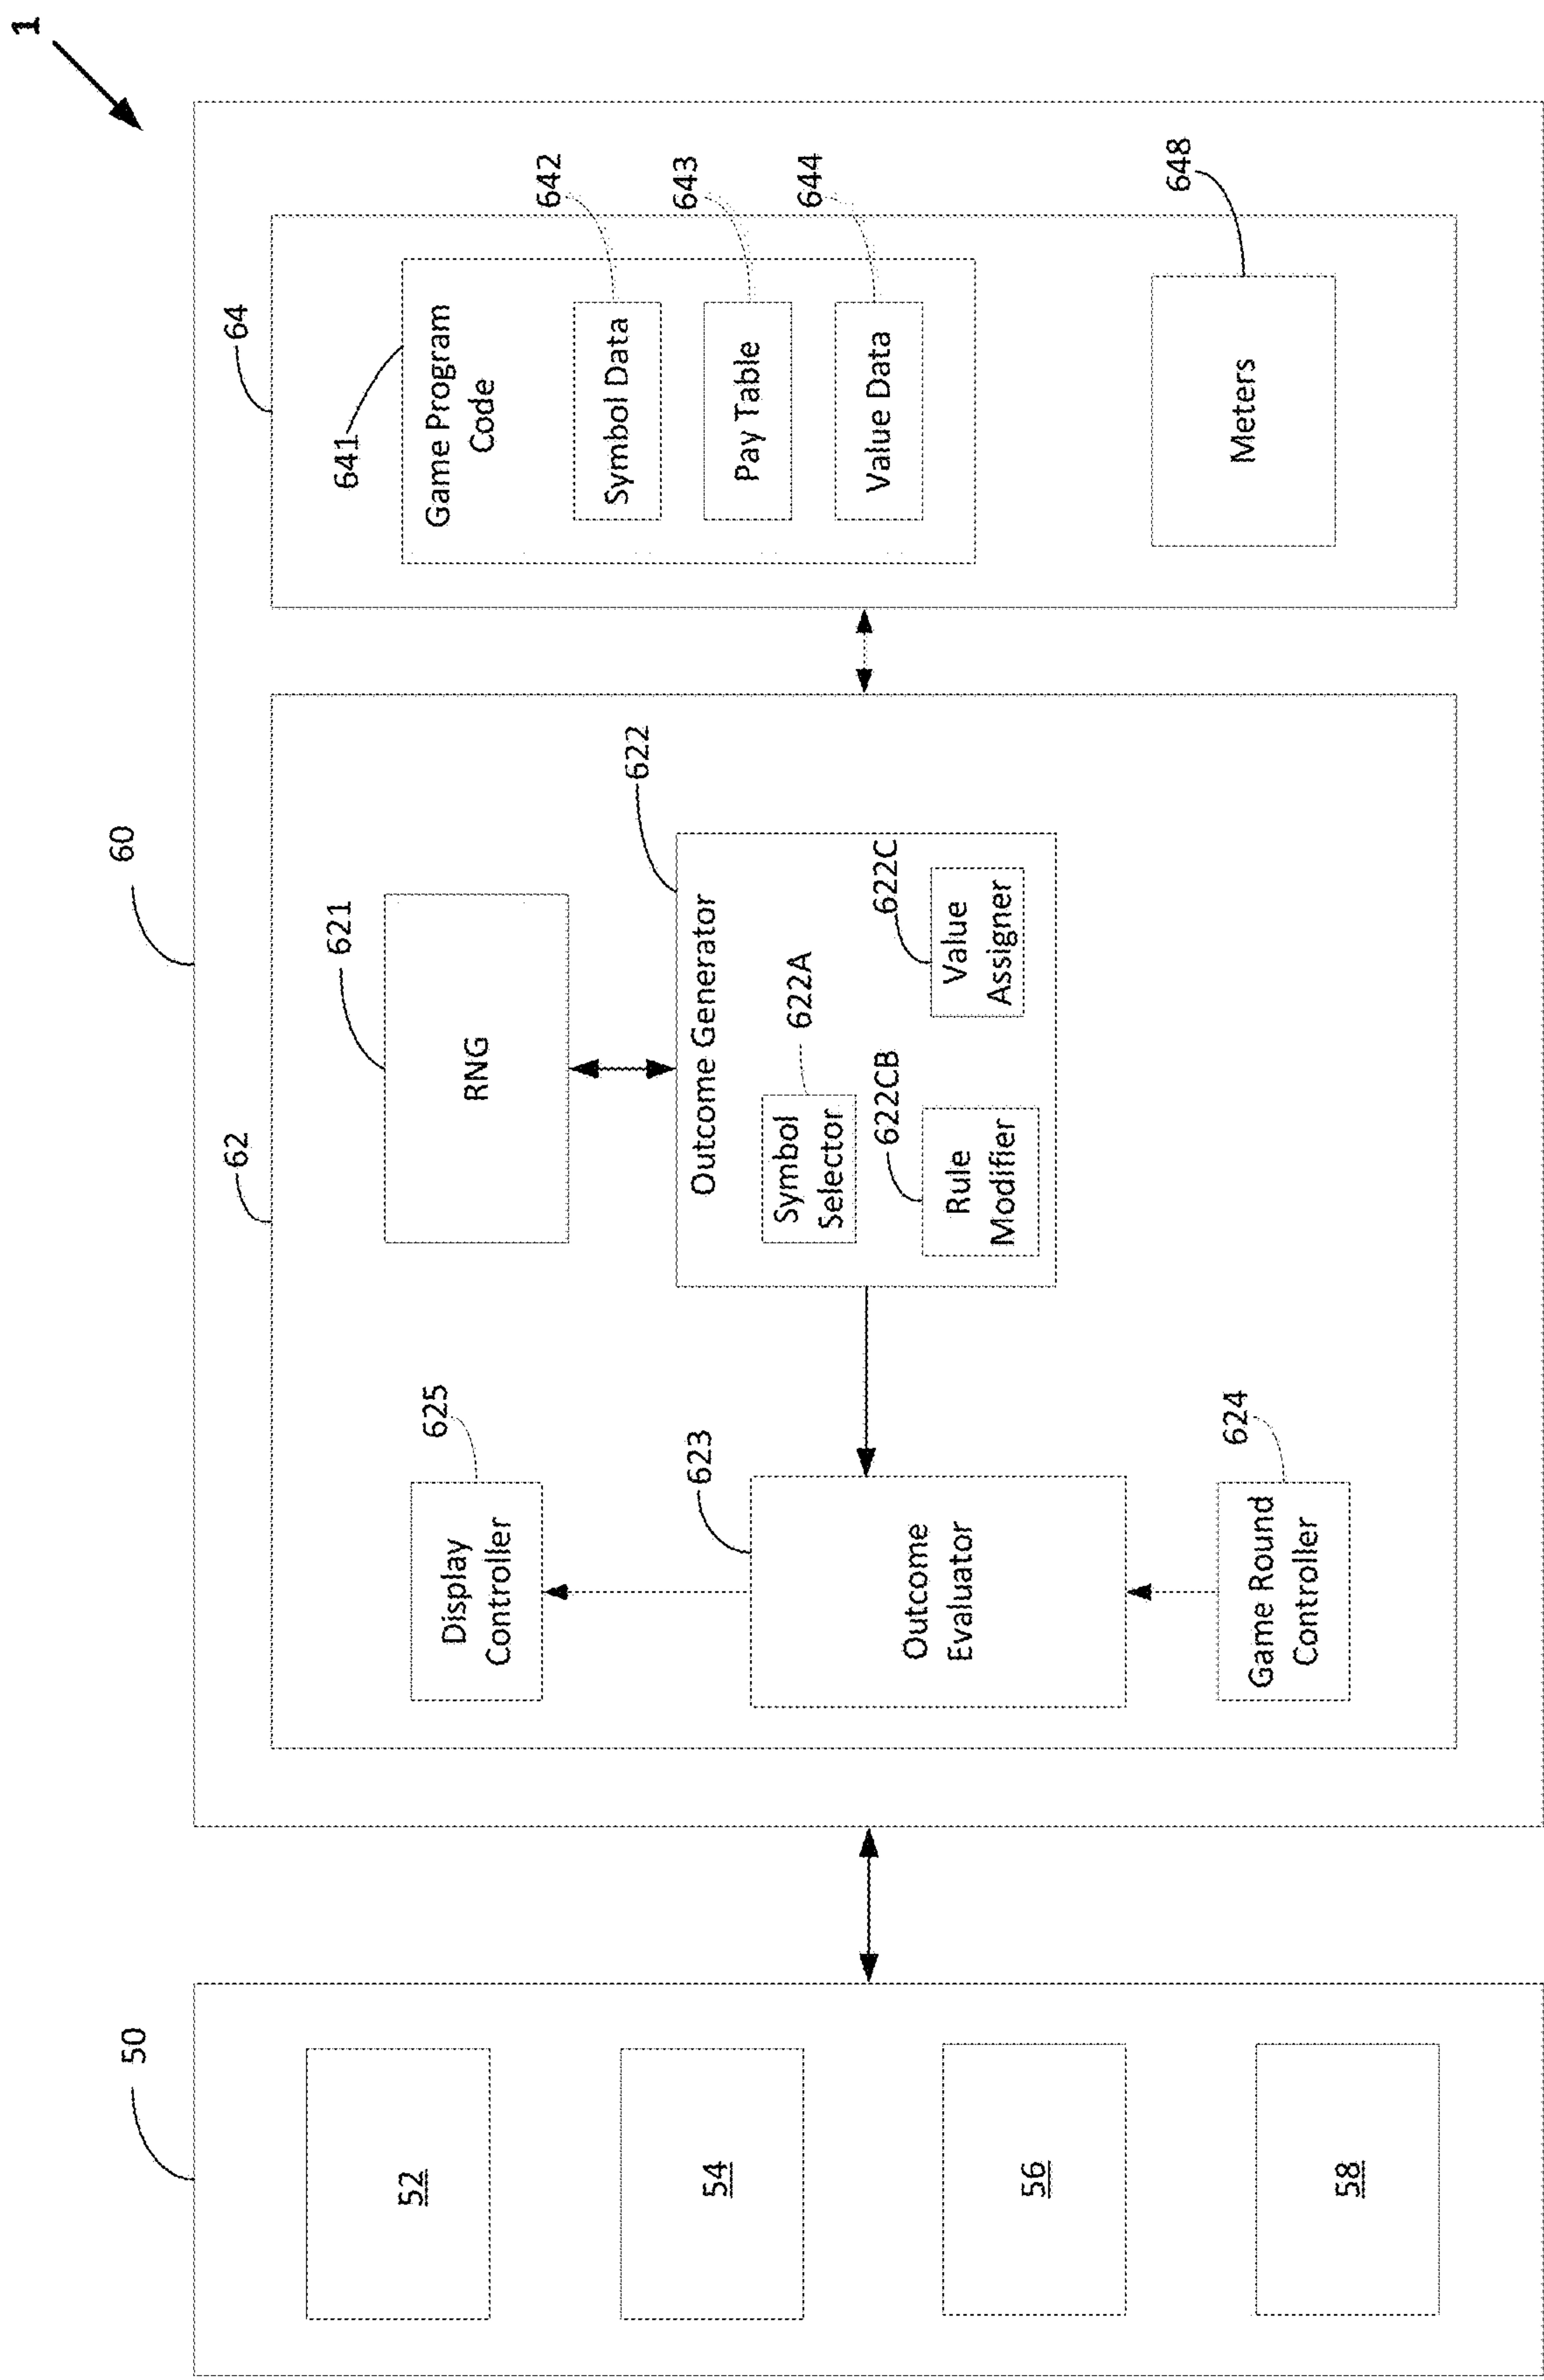 1
60
50
62
64
52
54
56
58
625
Display
Controller
623
Outcome
Evaluator
624
Game Round
Controller
621
RNG
622
Outcome Generator
622A
Symbol
Selector
622CB
Rule
Modifier
622C
Value
Assigner
641
Game Program
Code
642
Symbol Data
643
Pay Table
644
Value Data
648
Meters